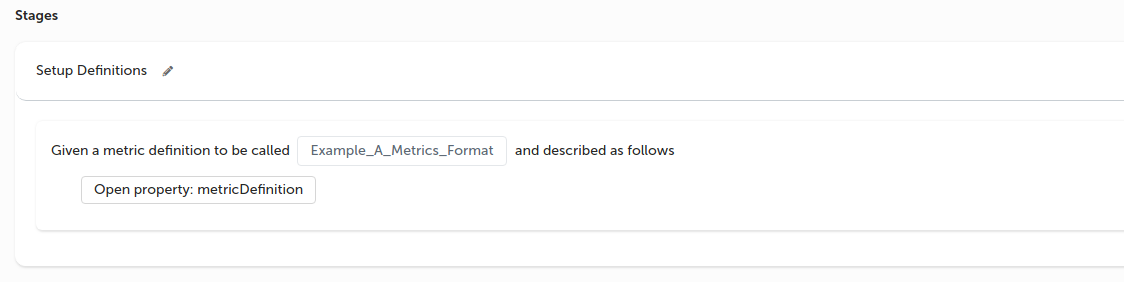 Stages
Setup Definitions
Given a metric definition to be called Example_A_Metrics_Format and described as follows
Open property: metricDefinition